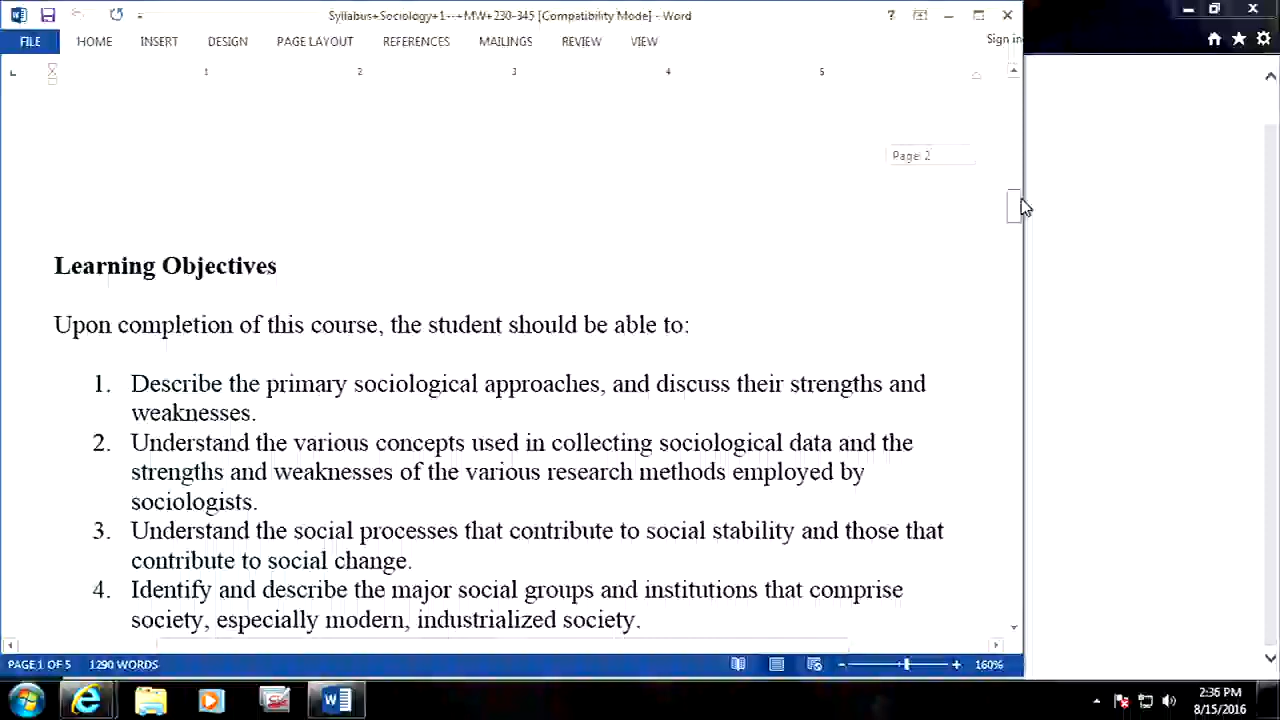 Syllabus+Sociology+1---+MW+230-345 [Compatibility Mode] - Word
?
FILE HOME INSERT DESIGN PAGE LAYOUT REFERENCES MAILINGS REVIEW VIEW Sign in
1 2 3 4 5
Page: 2
Learning Objectives
Upon completion of this course, the student should be able to:
1. Describe the primary sociological approaches, and discuss their strengths and
weaknesses.
2. Understand the various concepts used in collecting sociological data and the
strengths and weaknesses of the various research methods employed by
sociologists.
3. Understand the social processes that contribute to social stability and those that
contribute to social change.
4. Identify and describe the major social groups and institutions that comprise
society, especially modern, industrialized society.
PAGE 1 OF 5 1290 WORDS 160%
2:36 PM
8/15/2016